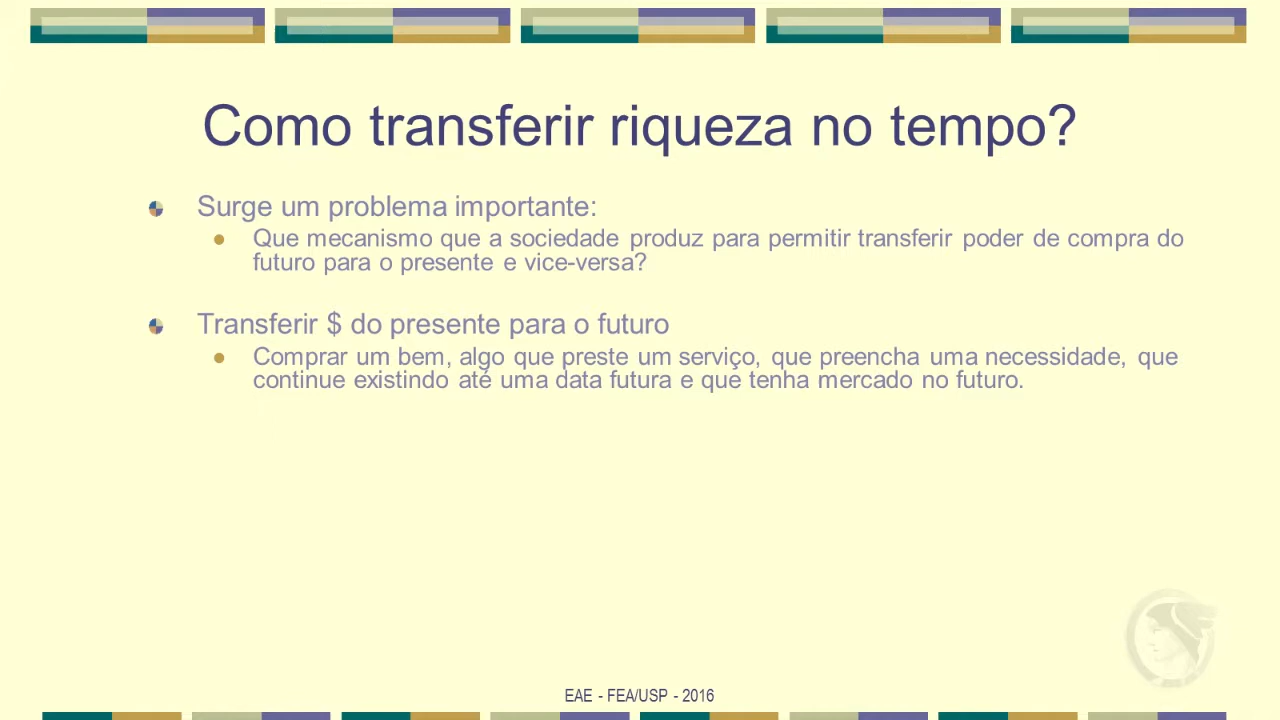 Como transferir riqueza no tempo?
Surge um problema importante:
Que mecanismo que a sociedade produz para permitir transferir poder de compra do
futuro para o presente e vice-versa?
Transferir $ do presente para o futuro
Comprar um bem, algo que preste um serviço, que preencha uma necessidade, que
continue existindo até uma data futura e que tenha mercado no futuro.
EAE - FEA/USP - 2016